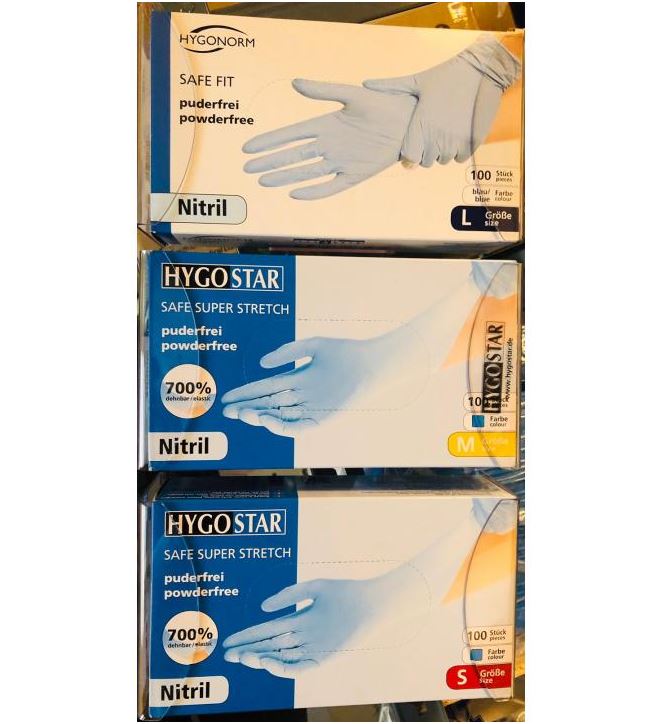 HYGONORM
SAFE FIT
puderfrei
powderfree
100 Stück
pieces
blau/ Farbe
blue colour
Nitril
L Größe
size
HYGOSTAR
SAFE SUPER STRETCH
puderfrei
powderfree
700%
dehnbar/elastic
HYGOSTAR
www.hygostar.de
100
Farbe
colour
Nitril
M Größe
HYGOSTAR
SAFE SUPER STRETCH
puderfrei
powderfree
700%
dehnbar/elastic
100 Stück
pieces
Farbe
colour
Nitril
S Größe
size